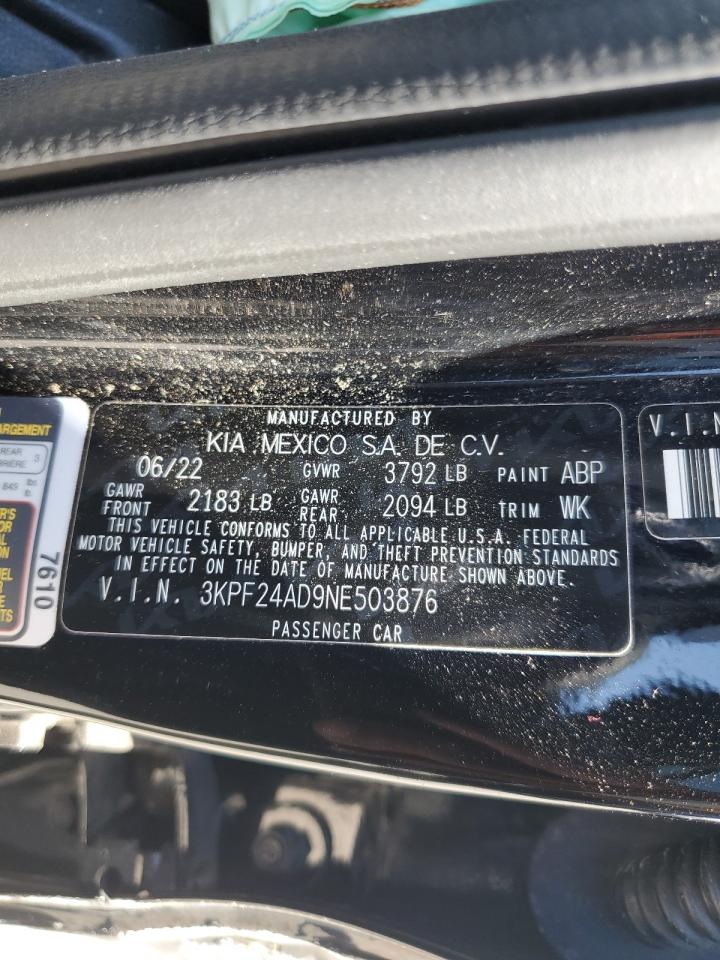 MANUFACTURED BY
KIA MEXICO S.A. DE C.V.
06/22 GVWR 3792 LB PAINT ABP
GAWR FRONT 2183 LB GAWR REAR 2094 LB TRIM WK
THIS VEHICLE CONFORMS TO ALL APPLICABLE U.S.A. FEDERAL
MOTOR VEHICLE SAFETY, BUMPER, AND THEFT PREVENTION STANDARDS
IN EFFECT ON THE DATE OF MANUFACTURE SHOWN ABOVE.
V.I.N. 3KPF24AD9NE503876
PASSENGER CAR
V.I.N
REAR 3
7610